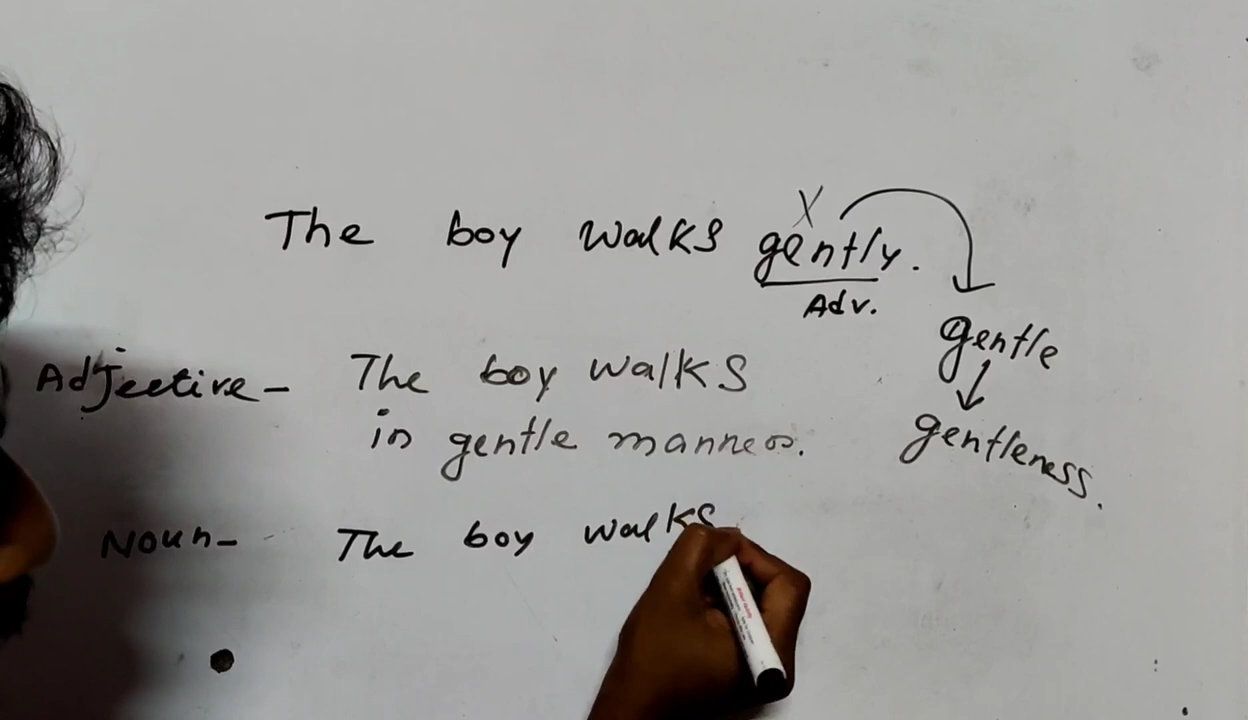 X
The boy walks gently.
Adv.
gentle
Adjective - The boy walks
in gentle manner.
gentleness.
Noun - The boy walks